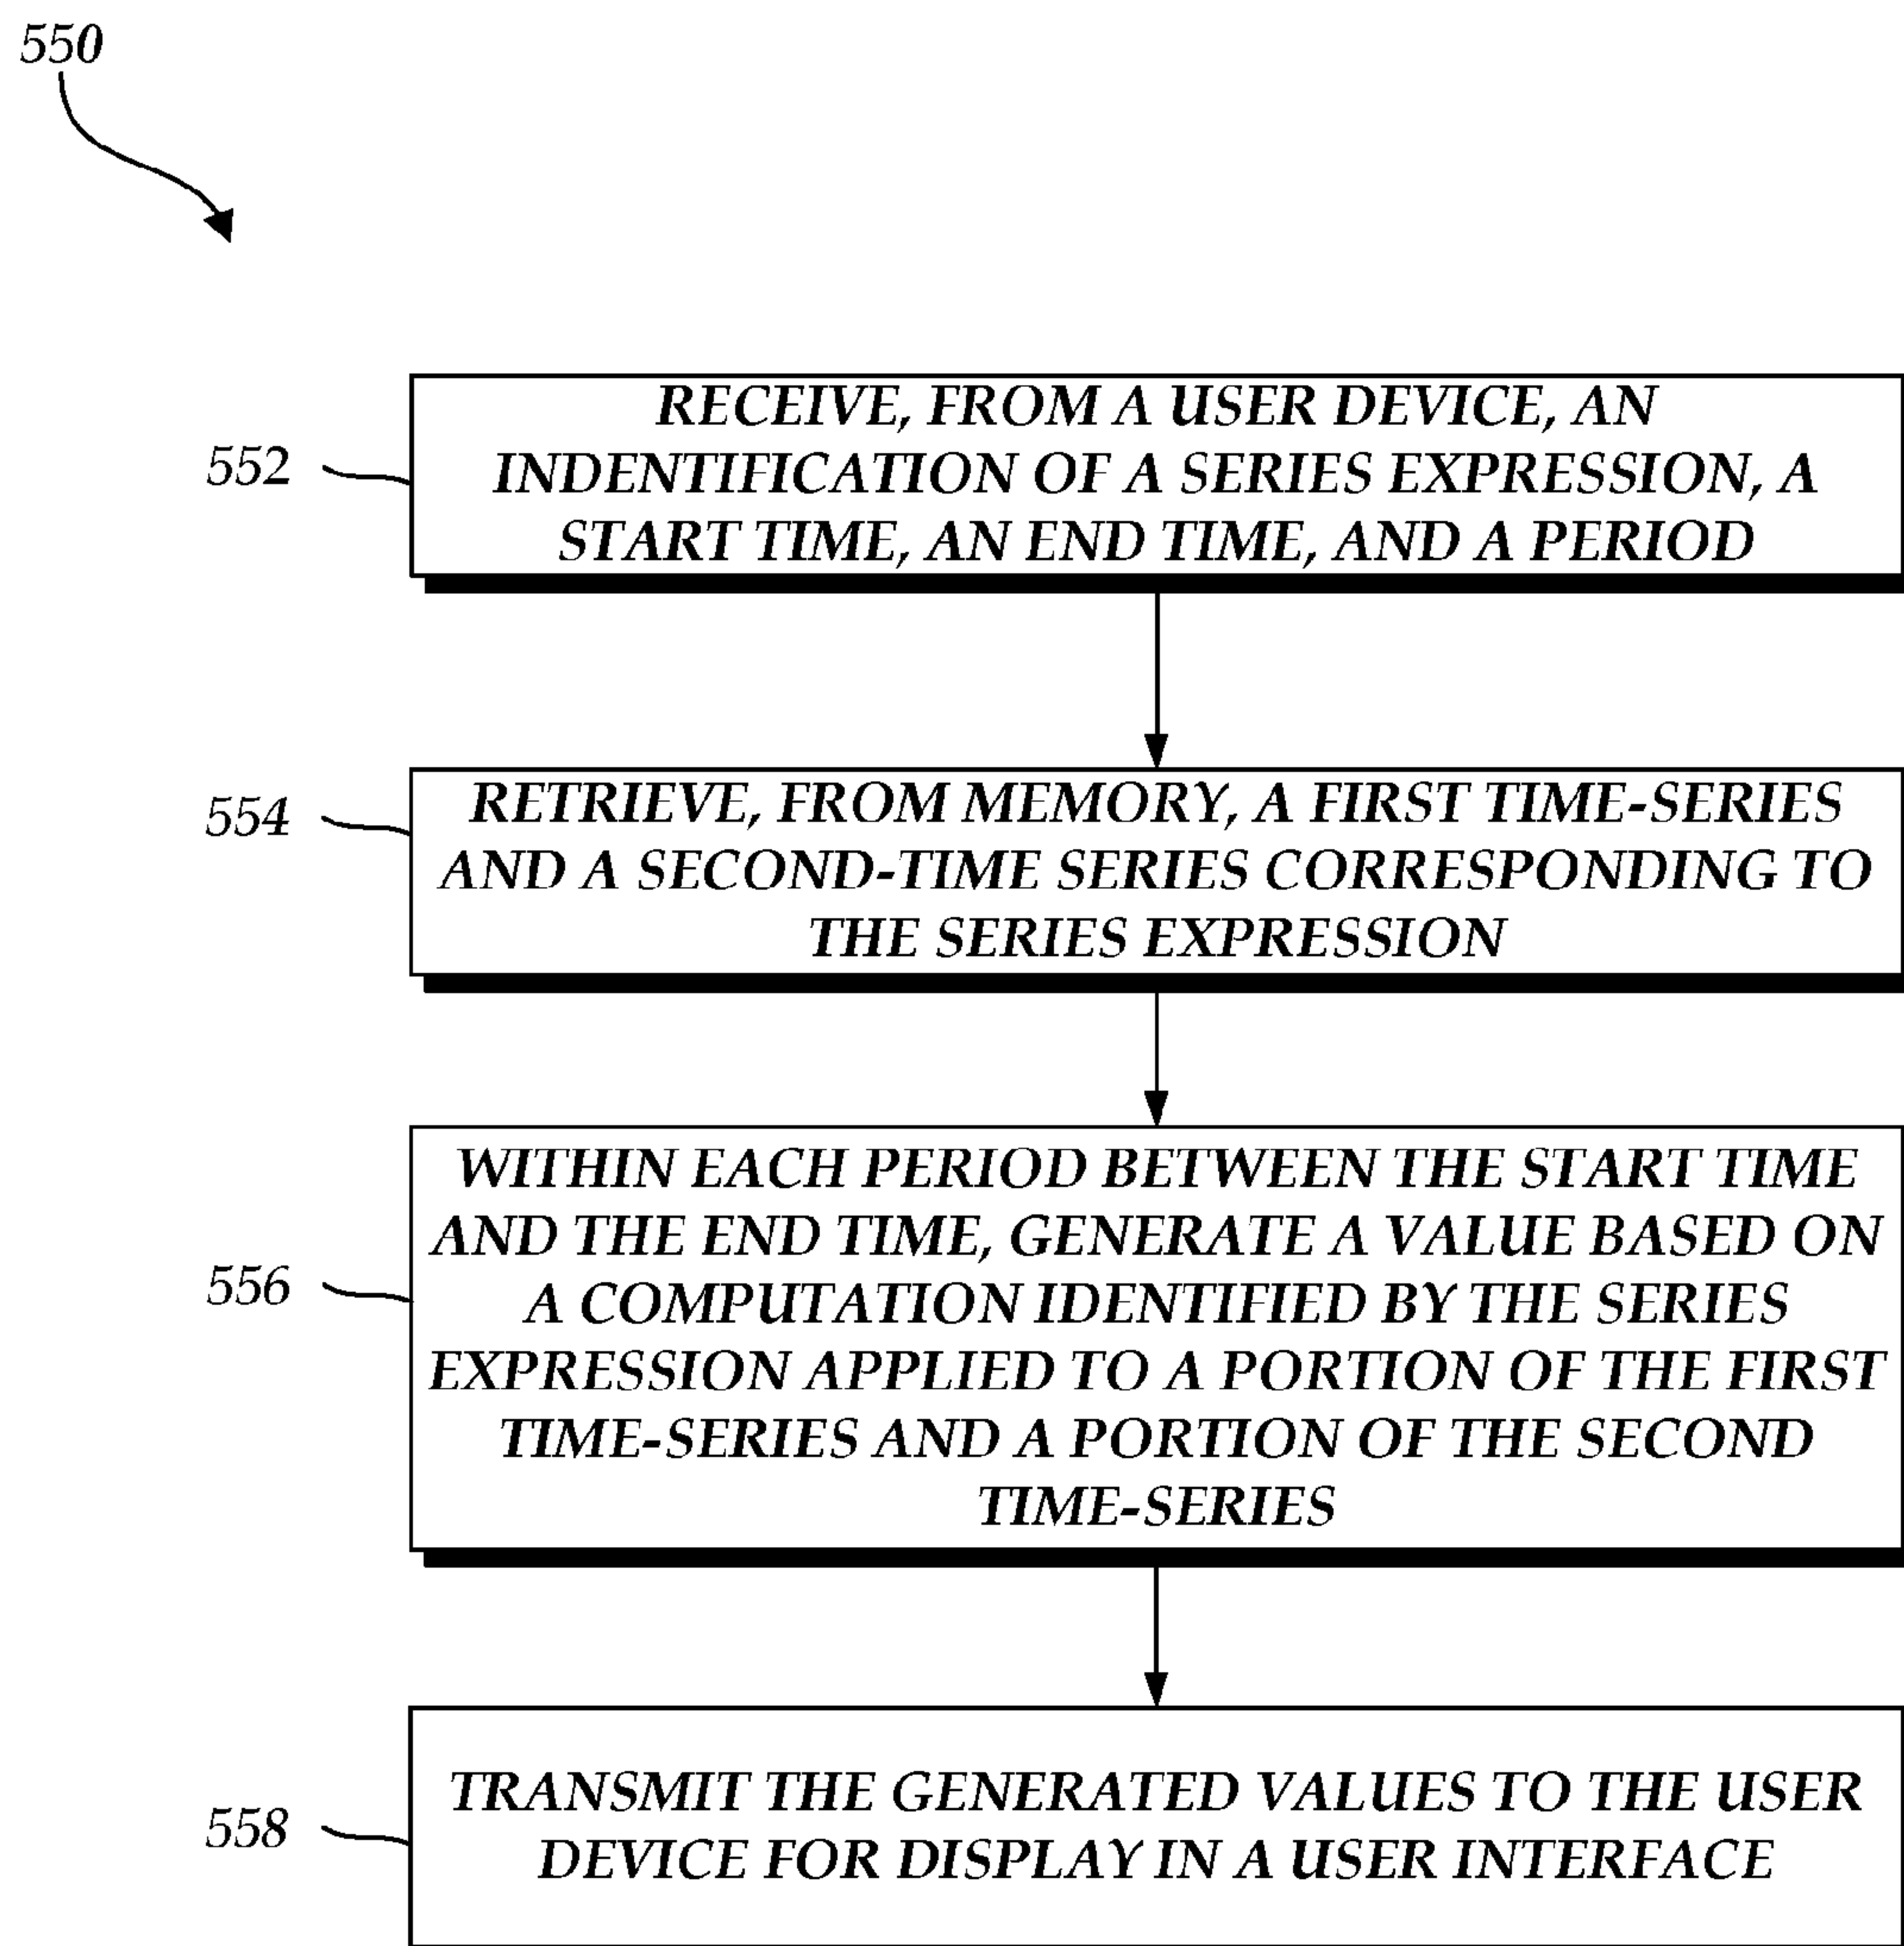 550
552
RECEIVE, FROM A USER DEVICE, AN
INDENTIFICATION OF A SERIES EXPRESSION, A
START TIME, AN END TIME, AND A PERIOD
554
RETRIEVE, FROM MEMORY, A FIRST TIME-SERIES
AND A SECOND-TIME SERIES CORRESPONDING TO
THE SERIES EXPRESSION
556
WITHIN EACH PERIOD BETWEEN THE START TIME
AND THE END TIME, GENERATE A VALUE BASED ON
A COMPUTATION IDENTIFIED BY THE SERIES
EXPRESSION APPLIED TO A PORTION OF THE FIRST
TIME-SERIES AND A PORTION OF THE SECOND
TIME-SERIES
558
TRANSMIT THE GENERATED VALUES TO THE USER
DEVICE FOR DISPLAY IN A USER INTERFACE